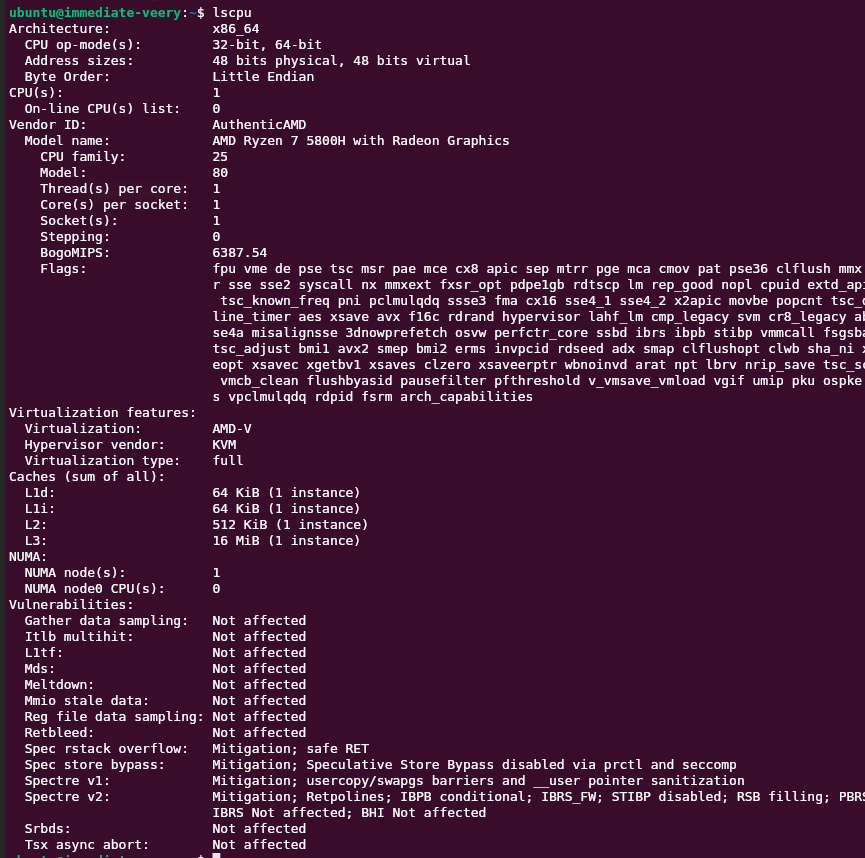 ubuntu@immediate-veery:~$ lscpu
Architecture:             x86_64
  CPU op-mode(s):         32-bit, 64-bit
  Address sizes:          48 bits physical, 48 bits virtual
  Byte Order:             Little Endian
CPU(s):                   1
  On-line CPU(s) list:    0
Vendor ID:                AuthenticAMD
  Model name:             AMD Ryzen 7 5800H with Radeon Graphics
    CPU family:           25
    Model:                80
    Thread(s) per core:   1
    Core(s) per socket:   1
    Socket(s):            1
    Stepping:             0
    BogoMIPS:             6387.54
    Flags:                fpu vme de pse tsc msr pae mce cx8 apic sep mtrr pge mca cmov pat pse36 clflush mmx
                          r sse sse2 syscall nx mmxext fxsr_opt pdpe1gb rdtscp lm rep_good nopl cpuid extd_api
                           tsc_known_freq pni pclmulqdq ssse3 fma cx16 sse4_1 sse4_2 x2apic movbe popcnt tsc_d
                          line_timer aes xsave avx f16c rdrand hypervisor lahf_lm cmp_legacy svm cr8_legacy ab
                          se4a misalignsse 3dnowprefetch osvw perfctr_core ssbd ibrs ibpb stibp vmmcall fsgsba
                          tsc_adjust bmi1 avx2 smep bmi2 erms invpcid rdseed adx smap clflushopt clwb sha_ni x
                          eopt xsavec xgetbv1 xsaves clzero xsaveerptr wbnoinvd arat npt lbrv nrip_save tsc_sc
                           vmcb_clean flushbyasid pausefilter pfthreshold v_vmsave_vmload vgif umip pku ospke
                          s vpclmulqdq rdpid fsrm arch_capabilities
Virtualization features:
  Virtualization:         AMD-V
  Hypervisor vendor:      KVM
  Virtualization type:    full
Caches (sum of all):
  L1d:                    64 KiB (1 instance)
  L1i:                    64 KiB (1 instance)
  L2:                     512 KiB (1 instance)
  L3:                     16 MiB (1 instance)
NUMA:
  NUMA node(s):           1
  NUMA node0 CPU(s):      0
Vulnerabilities:
  Gather data sampling:   Not affected
  Itlb multihit:          Not affected
  L1tf:                   Not affected
  Mds:                    Not affected
  Meltdown:               Not affected
  Mmio stale data:        Not affected
  Reg file data sampling: Not affected
  Retbleed:               Not affected
  Spec rstack overflow:   Mitigation; safe RET
  Spec store bypass:      Mitigation; Speculative Store Bypass disabled via prctl and seccomp
  Spectre v1:             Mitigation; usercopy/swapgs barriers and __user pointer sanitization
  Spectre v2:             Mitigation; Retpolines; IBPB conditional; IBRS_FW; STIBP disabled; RSB filling; PBRS
                          IBRS Not affected; BHI Not affected
  Srbds:                  Not affected
  Tsx async abort:        Not affected